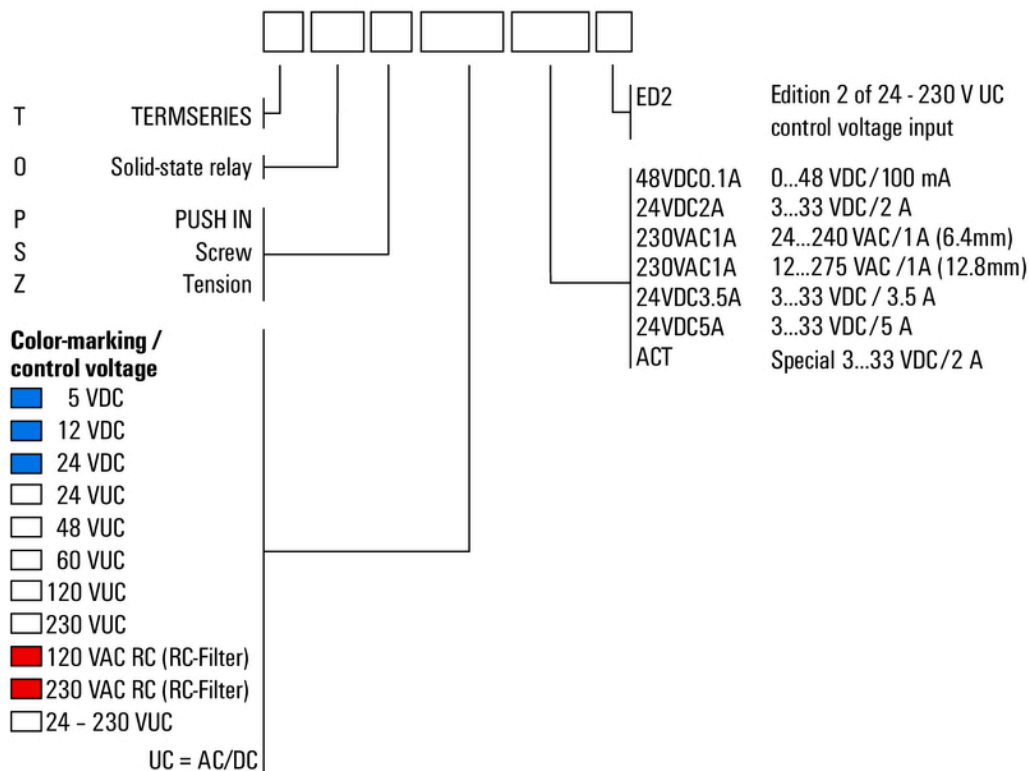 T TERMSERIES
O Solid-state relay
P PUSH IN
S Screw
Z Tension
Color-marking /
control voltage
5 VDC
12 VDC
24 VDC
24 VUC
48 VUC
60 VUC
120 VUC
230 VUC
120 VAC RC (RC-Filter)
230 VAC RC (RC-Filter)
24 – 230 VUC
UC = AC/DC
ED2 Edition 2 of 24 - 230 V UC
control voltage input
48VDC0.1A 0...48 VDC/100 mA
24VDC2A 3...33 VDC/2 A
230VAC1A 24...240 VAC/1A (6.4mm)
230VAC1A 12...275 VAC /1A (12.8mm)
24VDC3.5A 3...33 VDC / 3.5 A
24VDC5A 3...33 VDC/5 A
ACT Special 3...33 VDC/2 A